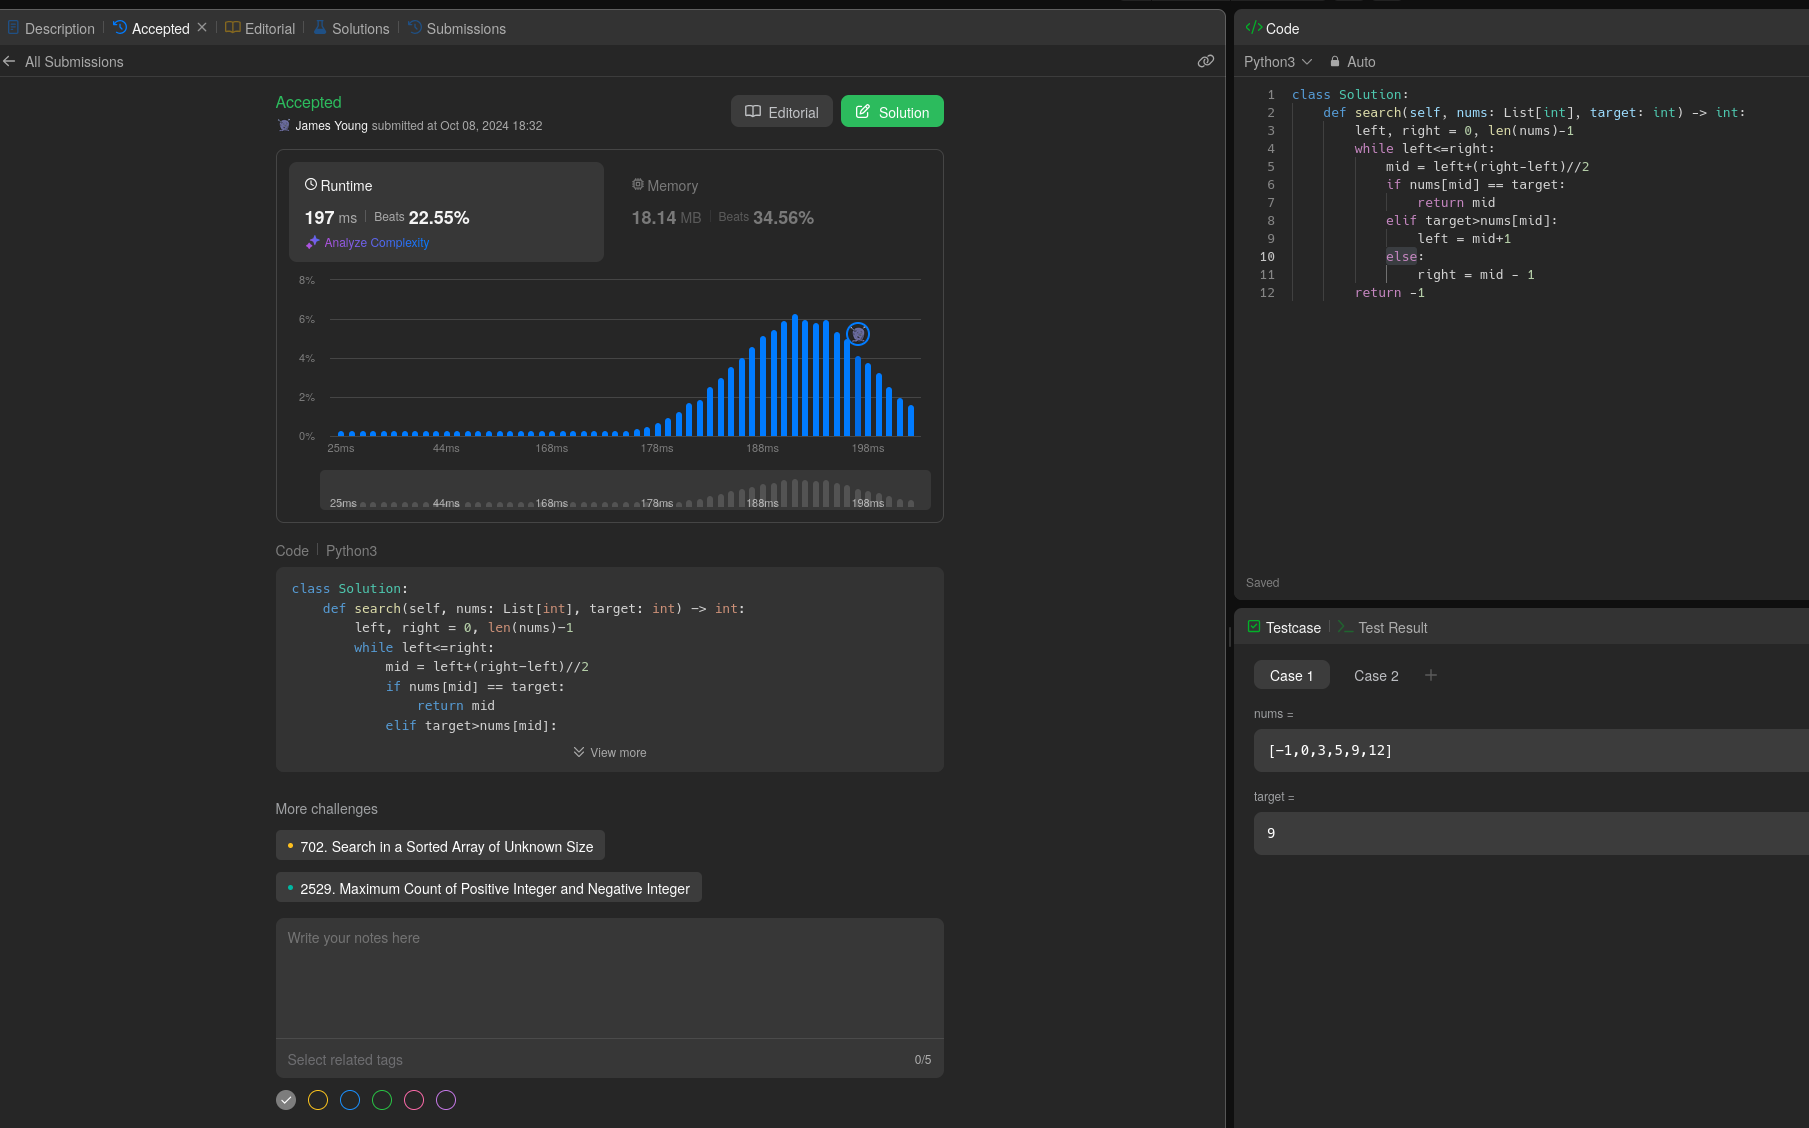 Description Accepted Editorial Solutions Submissions
All Submissions
Accepted
James Young submitted at Oct 08, 2024 18:32
Editorial Solution
Runtime
197 ms Beats 22.55%
Analyze Complexity
Memory
18.14 MB Beats 34.56%
8%
6%
4%
2%
0%
25ms 44ms 168ms 178ms 188ms 198ms
25ms 44ms 168ms 178ms 188ms 198ms
Code Python3
class Solution:
    def search(self, nums: List[int], target: int) -> int:
        left, right = 0, len(nums)-1
        while left<=right:
            mid = left+(right-left)//2
            if nums[mid] == target:
                return mid
            elif target>nums[mid]:
View more
More challenges
702. Search in a Sorted Array of Unknown Size
2529. Maximum Count of Positive Integer and Negative Integer
Write your notes here
Select related tags 0/5
</> Code
Python3 Auto
1 class Solution:
2     def search(self, nums: List[int], target: int) -> int:
3         left, right = 0, len(nums)-1
4         while left<=right:
5             mid = left+(right-left)//2
6             if nums[mid] == target:
7                 return mid
8             elif target>nums[mid]:
9                 left = mid+1
10             else:
11                 right = mid - 1
12         return -1
Saved
Testcase Test Result
Case 1 Case 2 +
nums =
[-1,0,3,5,9,12]
target =
9